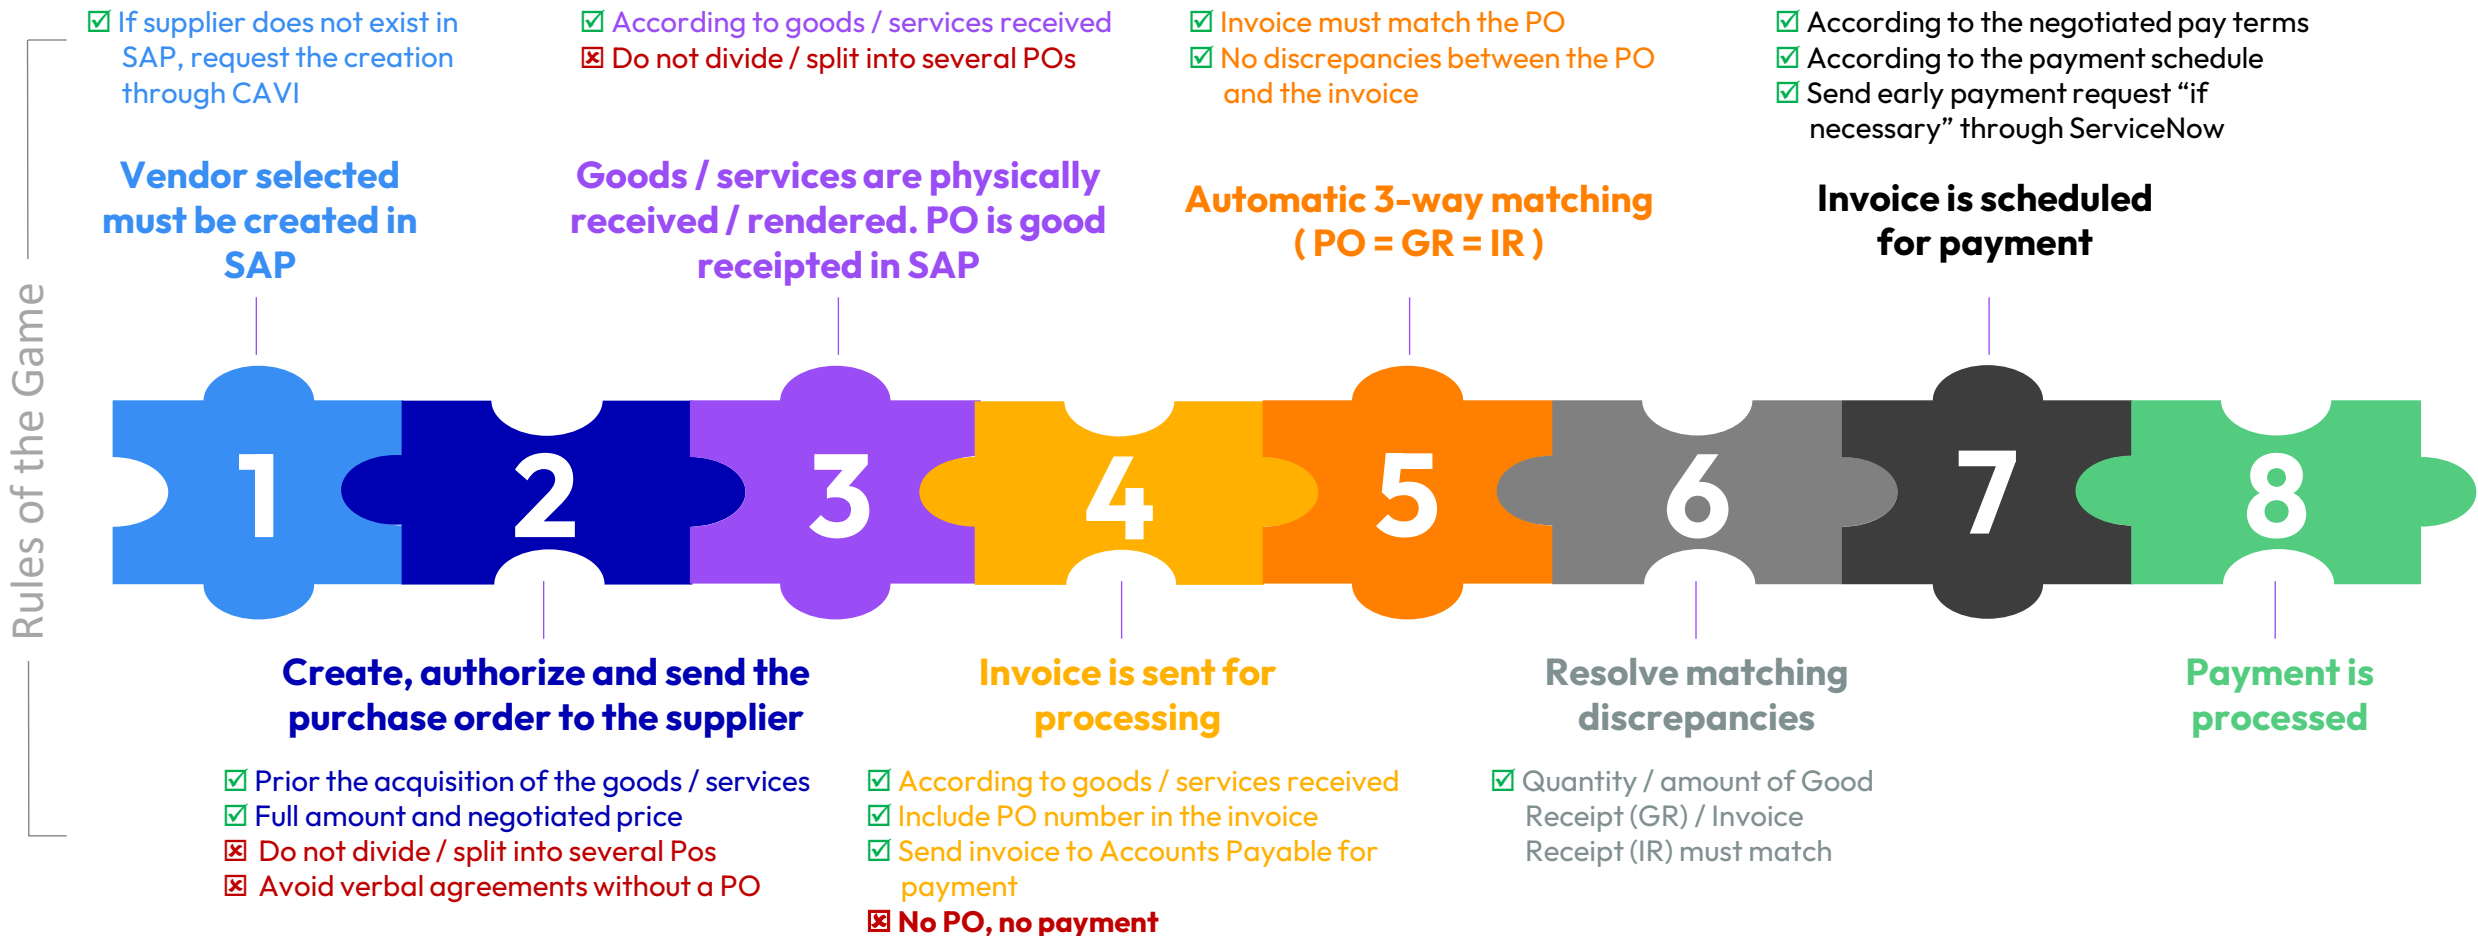 Rules of the Game
If supplier does not exist in
SAP, request the creation
through CAVI
Vendor selected
must be created in
SAP
According to goods / services received
Do not divide / split into several POs
Goods / services are physically
received / rendered. PO is good
receipted in SAP
Invoice must match the PO
No discrepancies between the PO
and the invoice
Automatic 3-way matching
( PO = GR = IR )
According to the negotiated pay terms
According to the payment schedule
Send early payment request “if
necessary” through ServiceNow
Invoice is scheduled
for payment
1
2
3
4
5
6
7
8
Create, authorize and send the
purchase order to the supplier
Prior the acquisition of the goods / services
Full amount and negotiated price
Do not divide / split into several Pos
Avoid verbal agreements without a PO
Invoice is sent for
processing
According to goods / services received
Include PO number in the invoice
Send invoice to Accounts Payable for
payment
No PO, no payment
Resolve matching
discrepancies
Quantity / amount of Good
Receipt (GR) / Invoice
Receipt (IR) must match
Payment is
processed